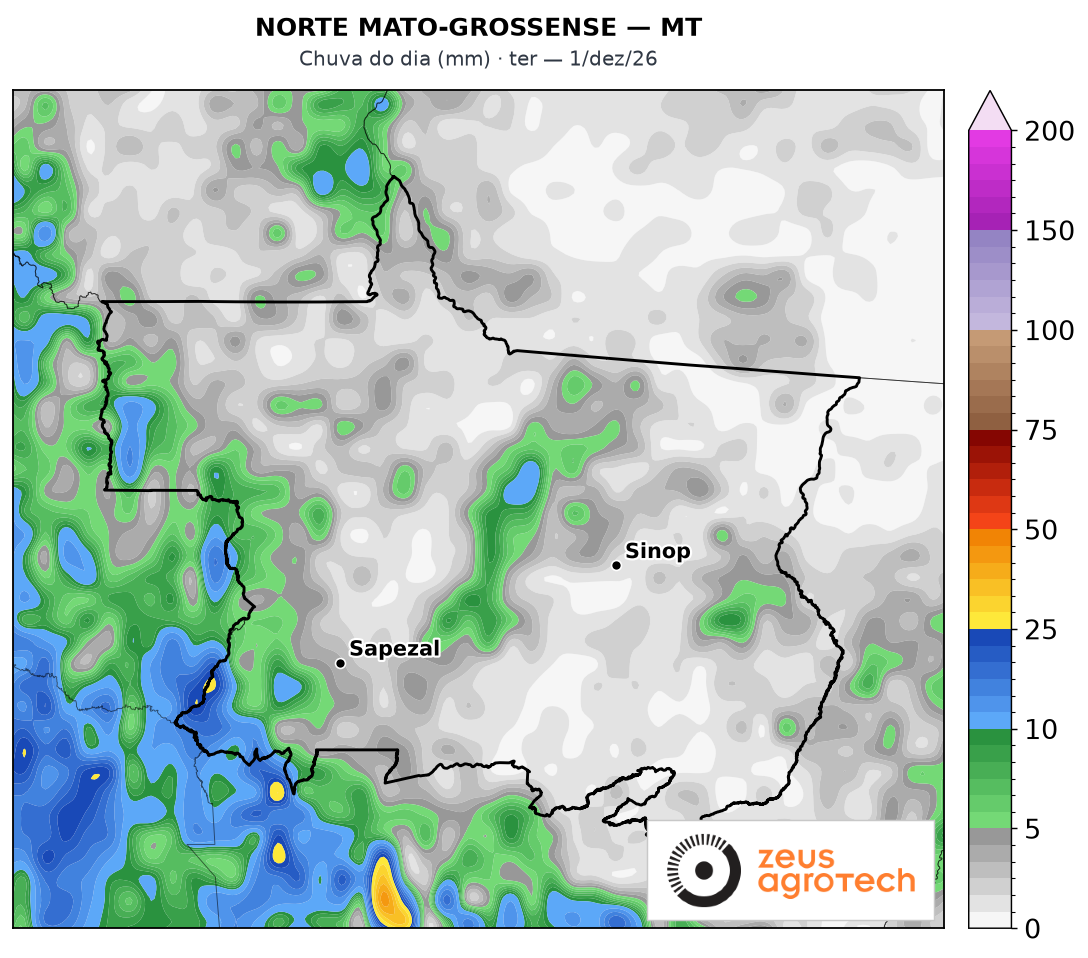 NORTE MATO-GROSSENSE — MT
Chuva do dia (mm) · ter — 1/dez/26
200
150
100
75
50
25
10
5
0
Sinop
Sapezal
zeus
agrotech